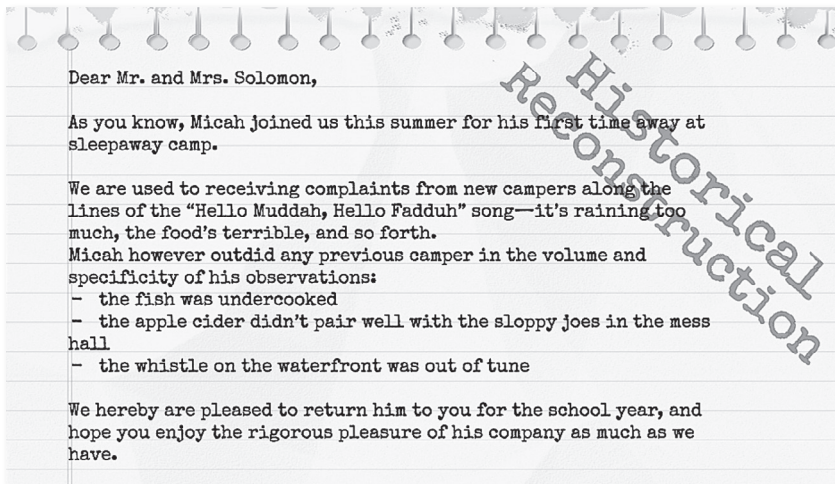 Dear Mr. and Mrs. Solomon,
As you know, Micah joined us this summer for his first time away at
sleepaway camp.
We are used to receiving complaints from new campers along the
lines of the “Hello Muddah, Hello Fadduh” song—it’s raining too
much, the food’s terrible, and so forth.
Micah however outdid any previous camper in the volume and
specificity of his observations:
- the fish was undercooked
- the apple cider didn’t pair well with the sloppy joes in the mess
hall
- the whistle on the waterfront was out of tune
We hereby are pleased to return him to you for the school year, and
hope you enjoy the rigorous pleasure of his company as much as we
have.
Historical
Reconstruction